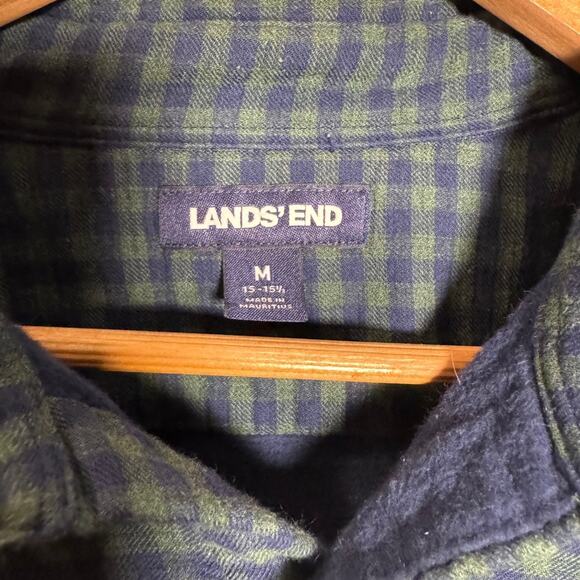 LANDS' END
M
15-15½
MADE IN
MAURITIUS